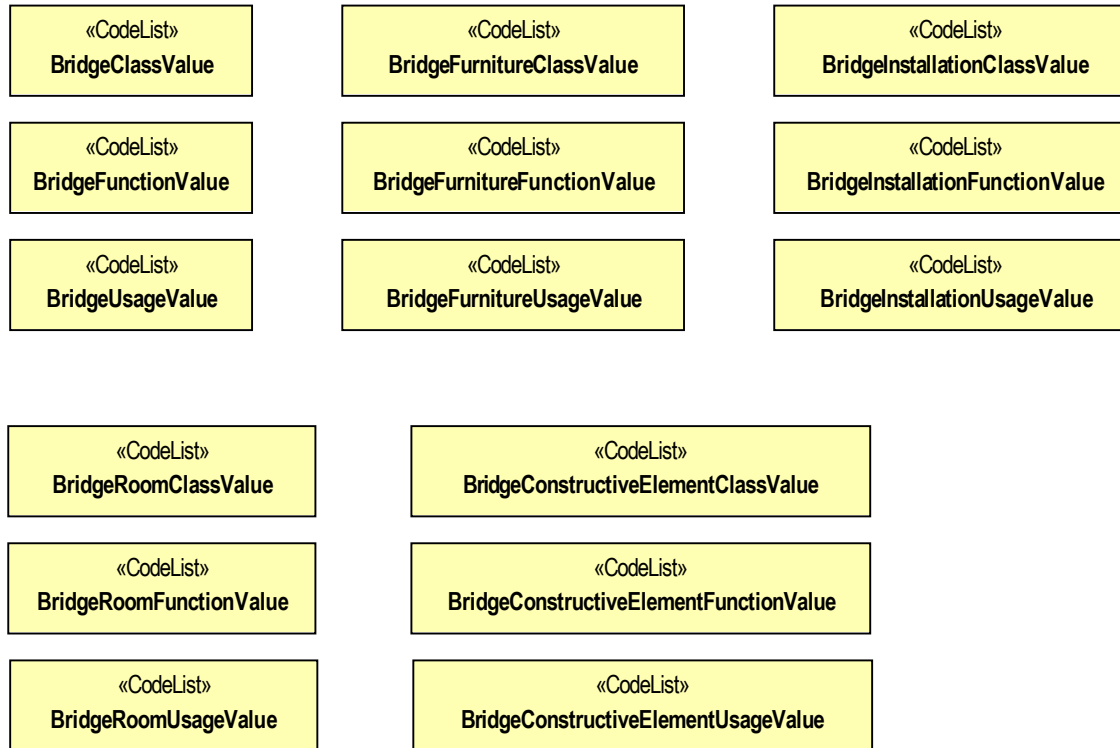 «CodeList»
BridgeClassValue
«CodeList»
BridgeFurnitureClassValue
«CodeList»
BridgeInstallationClassValue
«CodeList»
BridgeFunctionValue
«CodeList»
BridgeFurnitureFunctionValue
«CodeList»
BridgeInstallationFunctionValue
«CodeList»
BridgeUsageValue
«CodeList»
BridgeFurnitureUsageValue
«CodeList»
BridgeInstallationUsageValue
«CodeList»
BridgeRoomClassValue
«CodeList»
BridgeConstructiveElementClassValue
«CodeList»
BridgeRoomFunctionValue
«CodeList»
BridgeConstructiveElementFunctionValue
«CodeList»
BridgeRoomUsageValue
«CodeList»
BridgeConstructiveElementUsageValue